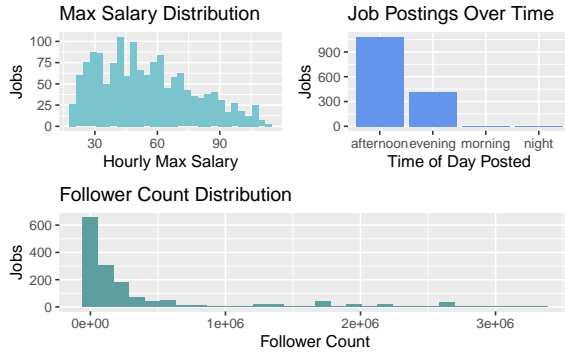 Max Salary Distribution
Jobs
100
75
50
25
0
30 60 90
Hourly Max Salary
Job Postings Over Time
Jobs
900
600
300
0
afternoon evening morning night
Time of Day Posted
Follower Count Distribution
Jobs
600
400
200
0
0e+00 1e+06 2e+06 3e+06
Follower Count